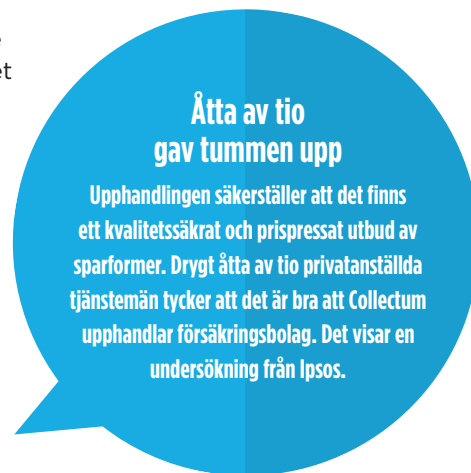 et
Åtta av tio
gav tummen upp
Upphandlingen säkerställer att det finns
ett kvalitetssäkrat och prispressat utbud av
sparformer. Drygt åtta av tio privatanställda
tjänstemän tycker att det är bra att Collectum
upphandlar försäkringsbolag. Det visar en
undersökning från Ipsos.